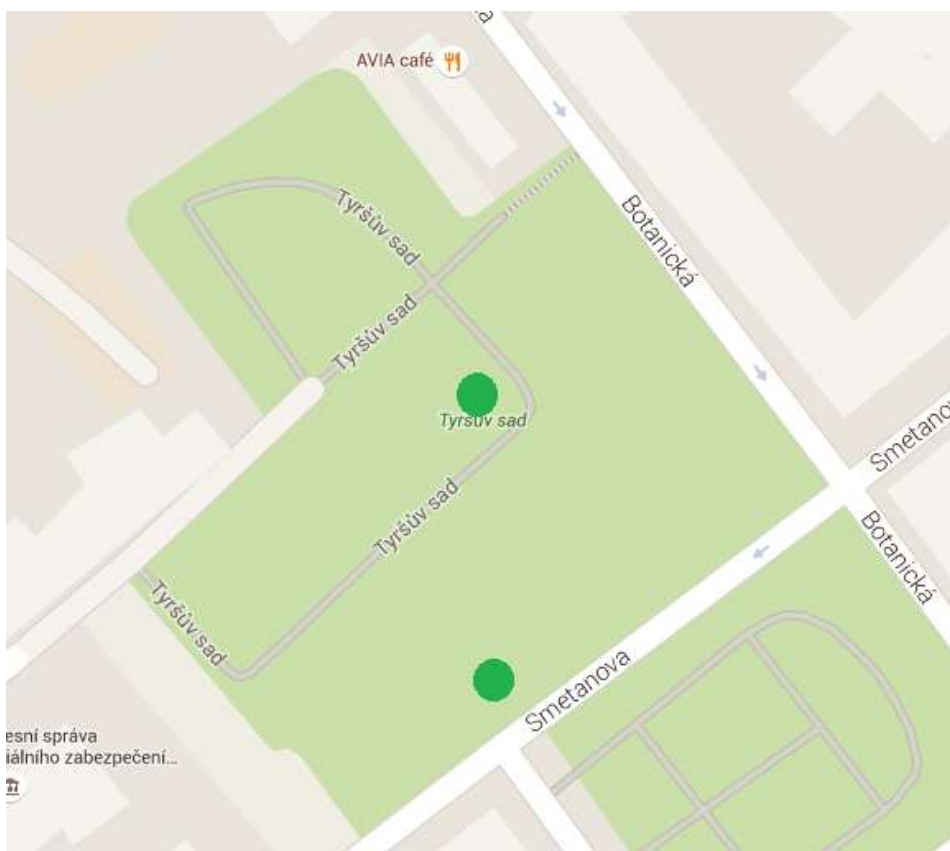 AVIA café
Botanická
Tyršův sad
Tyršův sad
Tyršův sad
Tyršův sad
Tyršův sad
Smetanov
Botanická
Smetanova
esní správa
iálního zabezpečení...